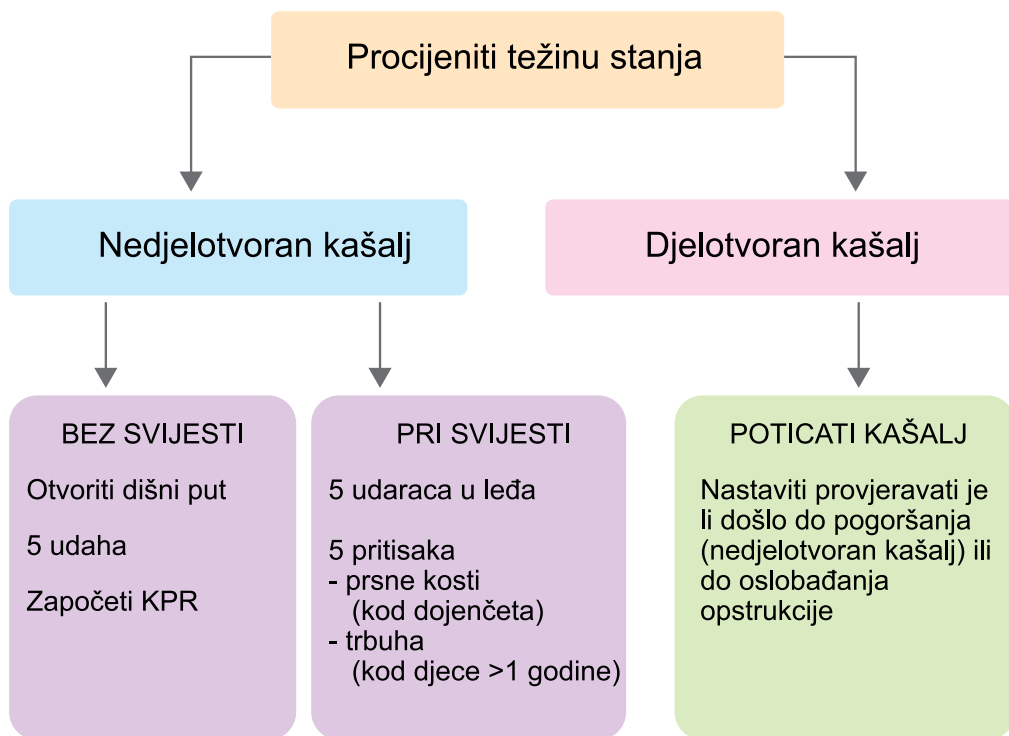 Procijeniti težinu stanja
Nedjelotvoran kašalj
Djelotvoran kašalj
BEZ SVIJESTI
Otvoriti dišni put
5 udaha
Započeti KPR
PRI SVIJESTI
5 udaraca u leđa
5 pritisaka
- prsne kosti
(kod dojenčeta)
- trbuha
(kod djece >1 godine)
POTICATI KAŠALJ
Nastaviti provjeravati je
li došlo do pogoršanja
(nedjelotvoran kašalj) ili
do oslobađanja
opstrukcije